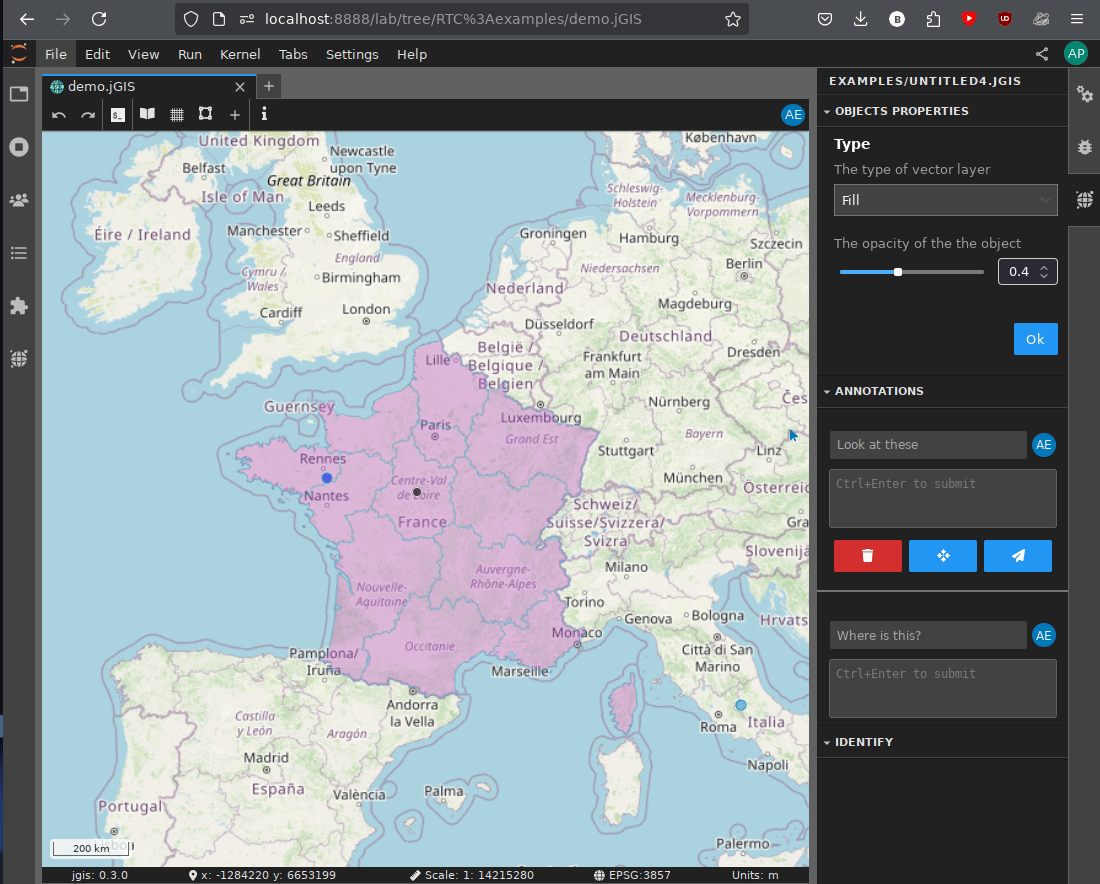 localhost:8888/lab/tree/RTC%3Aexamples/demo.jGIS
B
UD
File Edit View Run Kernel Tabs Settings Help
AP
demo.jGIS
AE
EXAMPLES/UNTITLED4.JGIS
OBJECTS PROPERTIES
Type
The type of vector layer
Fill
The opacity of the the object
0.4
Ok
ANNOTATIONS
Look at these
AE
Ctrl+Enter to submit
Where is this?
AE
Ctrl+Enter to submit
IDENTIFY
United Kingdom
København
Newcastle
upon Tyne
Belfast
Great Britain
Isle of Man
Schleswig-
Holstein
Mecklenburg-
Vorpommern
Leeds
Éire / Ireland
Manchester
Sheffield
Groningen
Hamburg
Szczecin
England
Cymru /
Wales
Birmingham
Niedersachsen
Berlin
Nederland
Cardiff
London
Magdeburg
Düsseldorf
Deutschland
België /
Belgique /
Belgien
Lille
Frankfurt
am Main
Dresden
Guernsey
Nürnberg
Čes
Luxembourg
Paris
Grand Est
Bayern
Rennes
Stuttgart
Linz
Centre-Val
de Loire
Nantes
München
Österreic
France
Schweiz/
Suisse/Svizzera/
Svizra
Gra
Slovenija
Auvergne-
Rhône-Alpes
Milano
Nouvelle-
Aquitaine
Torino
Genova
Bologna
Hrvats
Monaco
Occitanie
Pamplona/
Iruña
Marseille
Città di San
Marino
Andorra
la Vella
Castilla
y León
Aragón
Roma
Italia
Madrid
Napoli
España
València
Palma
Portugal
Palermo
200 km
jgis: 0.3.0 x: -1284220 y: 6653199 Scale: 1: 14215280 EPSG:3857 Units: m